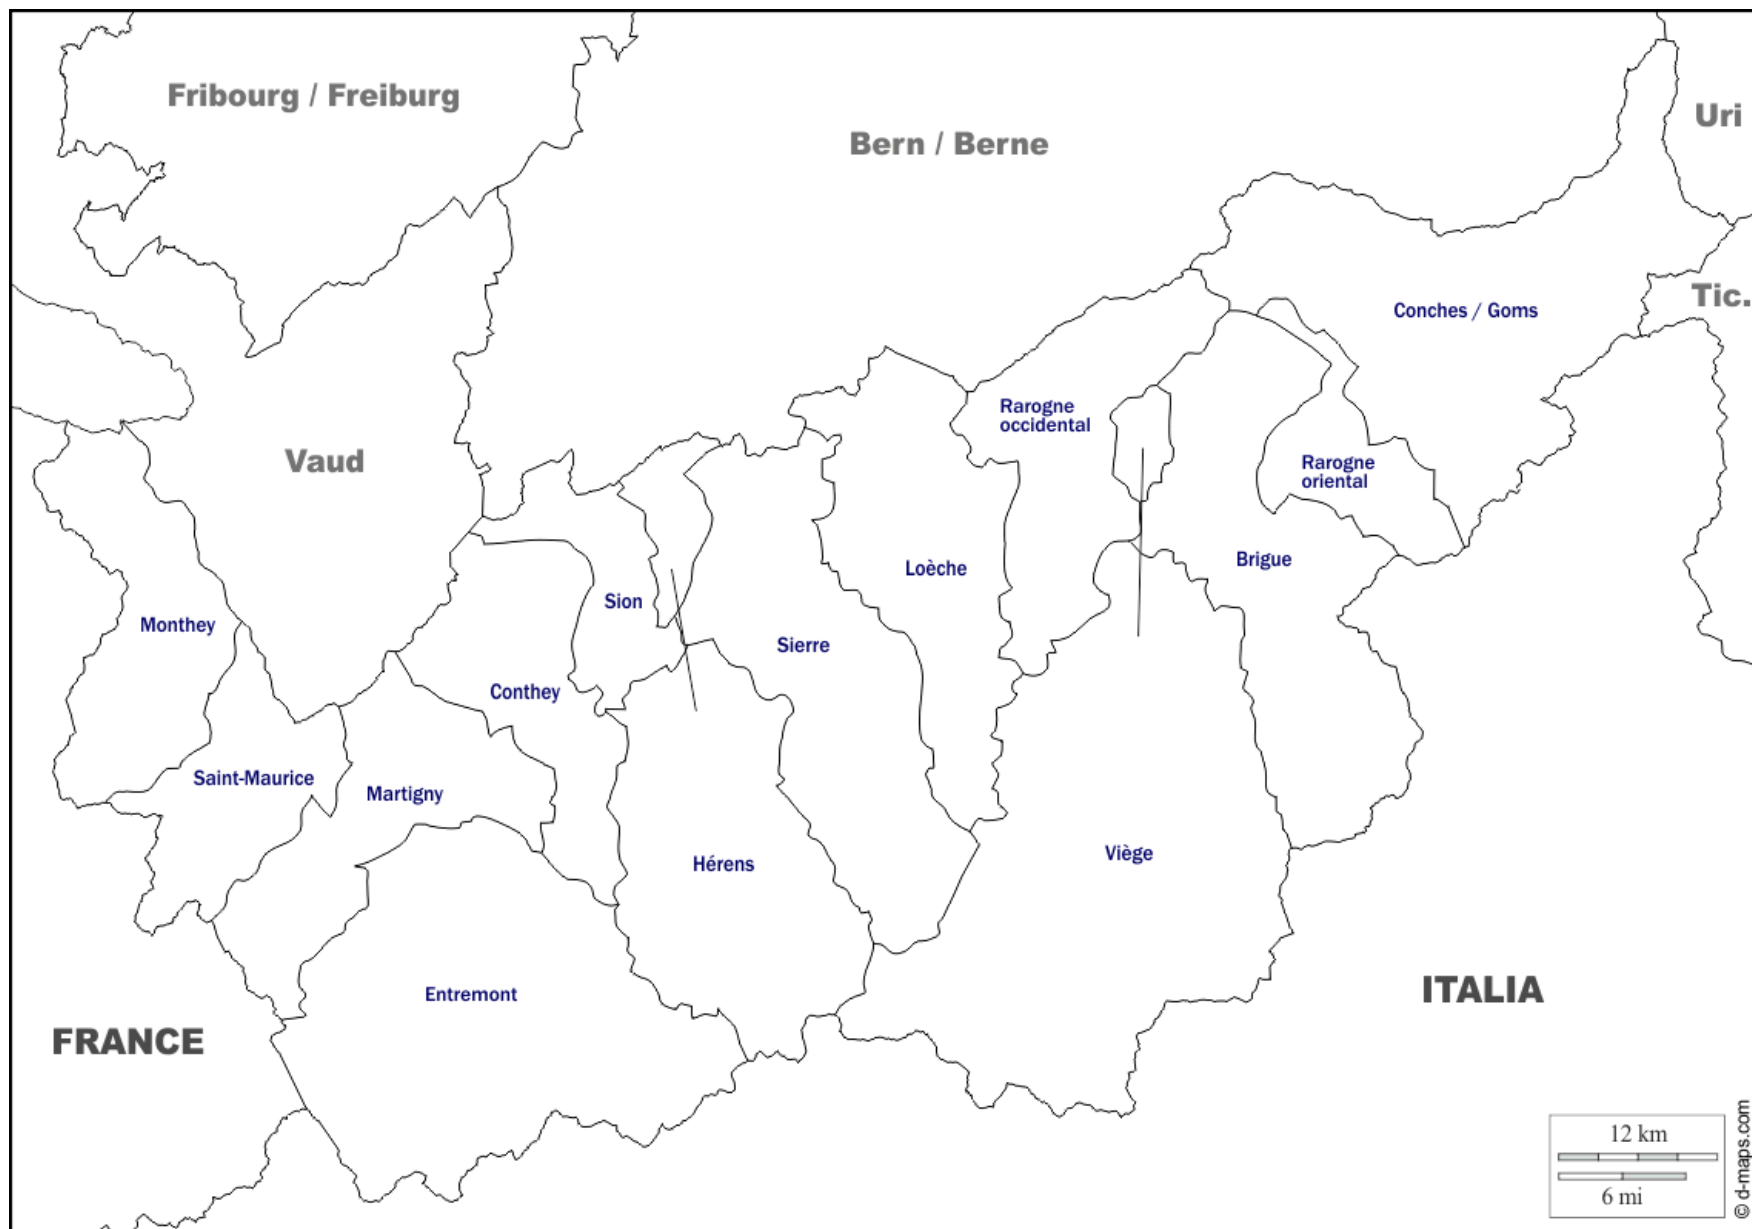 Fribourg / Freiburg
Bern / Berne
Uri
Tic.
Conches / Goms
Rarogne
occidental
Vaud
Rarogne
oriental
Brigue
Loèche
Sion
Monthey
Sierre
Conthey
Saint-Maurice
Martigny
Viège
Hérens
Entremont
ITALIA
FRANCE
12 km
6 mi
© d-maps.com